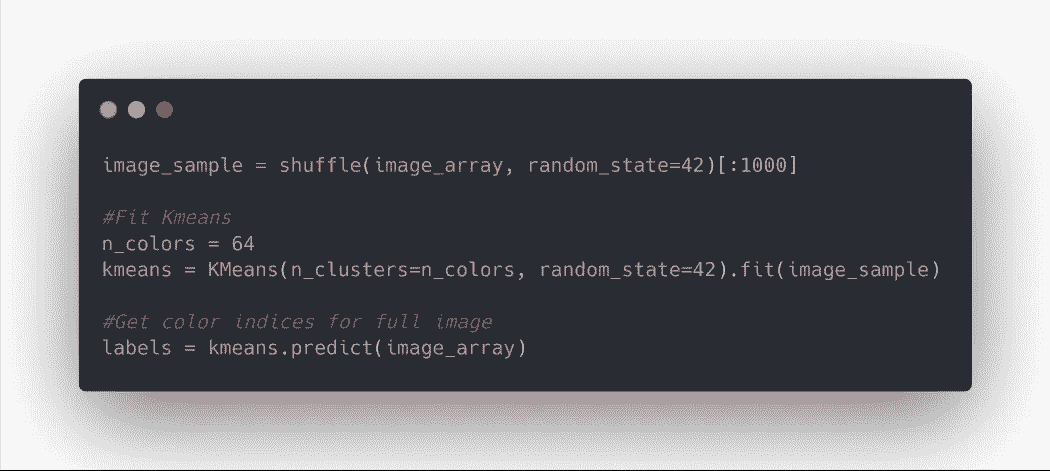 image_sample = shuffle(image_array, random_state=42)[:1000]
#Fit Kmeans
n_colors = 64
kmeans = KMeans(n_clusters=n_colors, random_state=42).fit(image_sample)
#Get color indices for full image
labels = kmeans.predict(image_array)